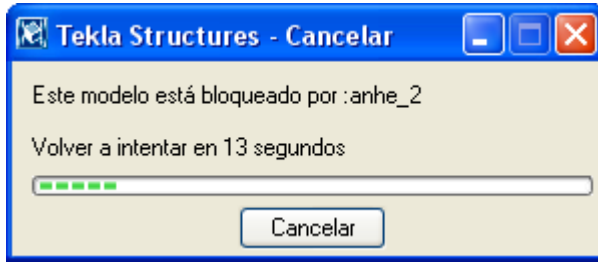 Tekla Structures - Cancelar
Este modelo está bloqueado por :anhe_2
Volver a intentar en 13 segundos
Cancelar